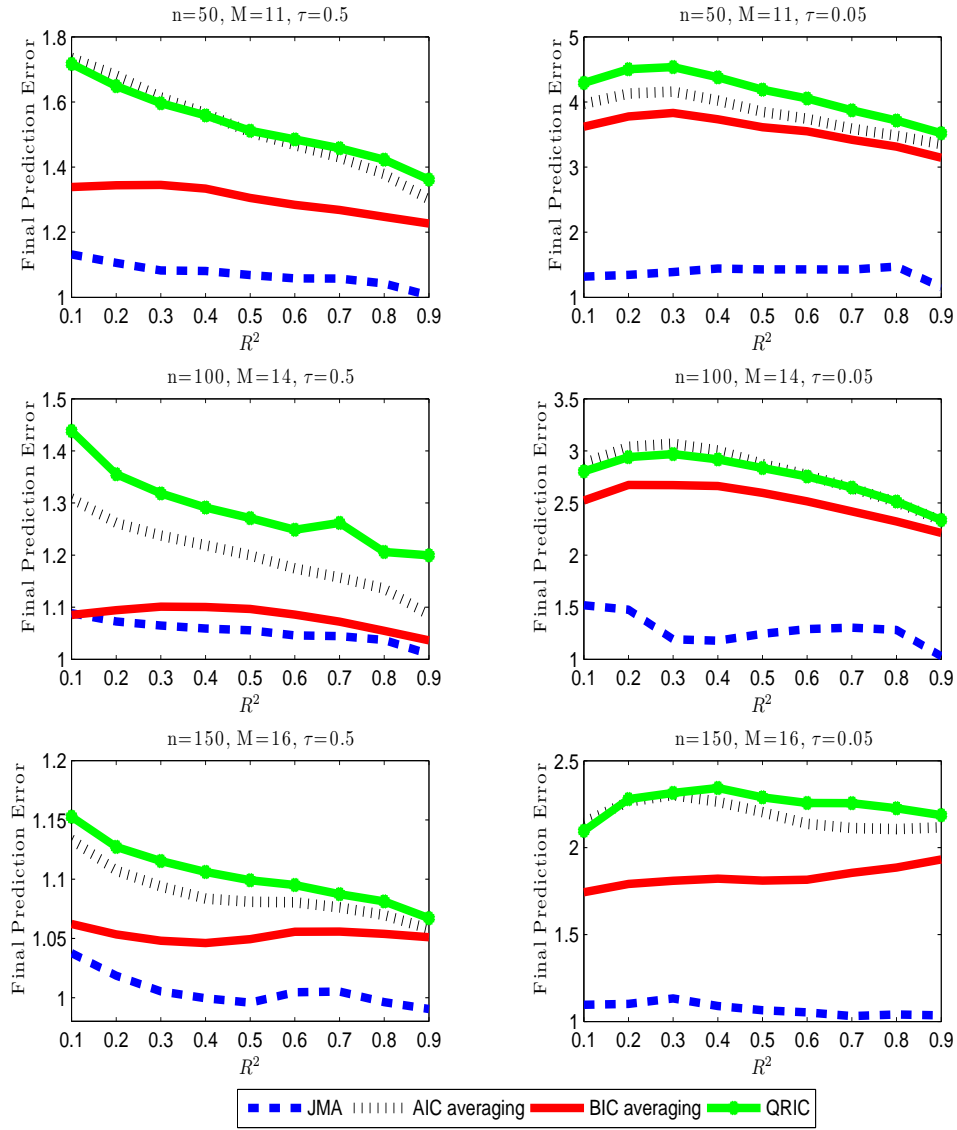 n=50, M=11, τ=0.5
Final Prediction Error
1.8
1.6
1.4
1.2
1
0.1 0.2 0.3 0.4 0.5 0.6 0.7 0.8 0.9
R²
n=50, M=11, τ=0.05
Final Prediction Error
5
4
3
2
1
0.1 0.2 0.3 0.4 0.5 0.6 0.7 0.8 0.9
R²
n=100, M=14, τ=0.5
Final Prediction Error
1.5
1.4
1.3
1.2
1.1
1
0.1 0.2 0.3 0.4 0.5 0.6 0.7 0.8 0.9
R²
n=100, M=14, τ=0.05
Final Prediction Error
3.5
3
2.5
2
1.5
1
0.1 0.2 0.3 0.4 0.5 0.6 0.7 0.8 0.9
R²
n=150, M=16, τ=0.5
Final Prediction Error
1.2
1.15
1.1
1.05
1
0.1 0.2 0.3 0.4 0.5 0.6 0.7 0.8 0.9
R²
n=150, M=16, τ=0.05
Final Prediction Error
2.5
2
1.5
1
0.1 0.2 0.3 0.4 0.5 0.6 0.7 0.8 0.9
R²
JMA AIC averaging BIC averaging QRIC